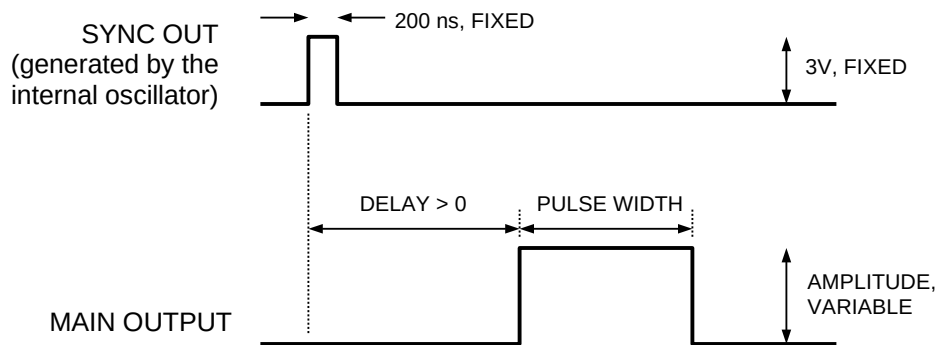 200 ns, FIXED
SYNC OUT
(generated by the
internal oscillator)
3V, FIXED
DELAY > 0
PULSE WIDTH
AMPLITUDE,
VARIABLE
MAIN OUTPUT